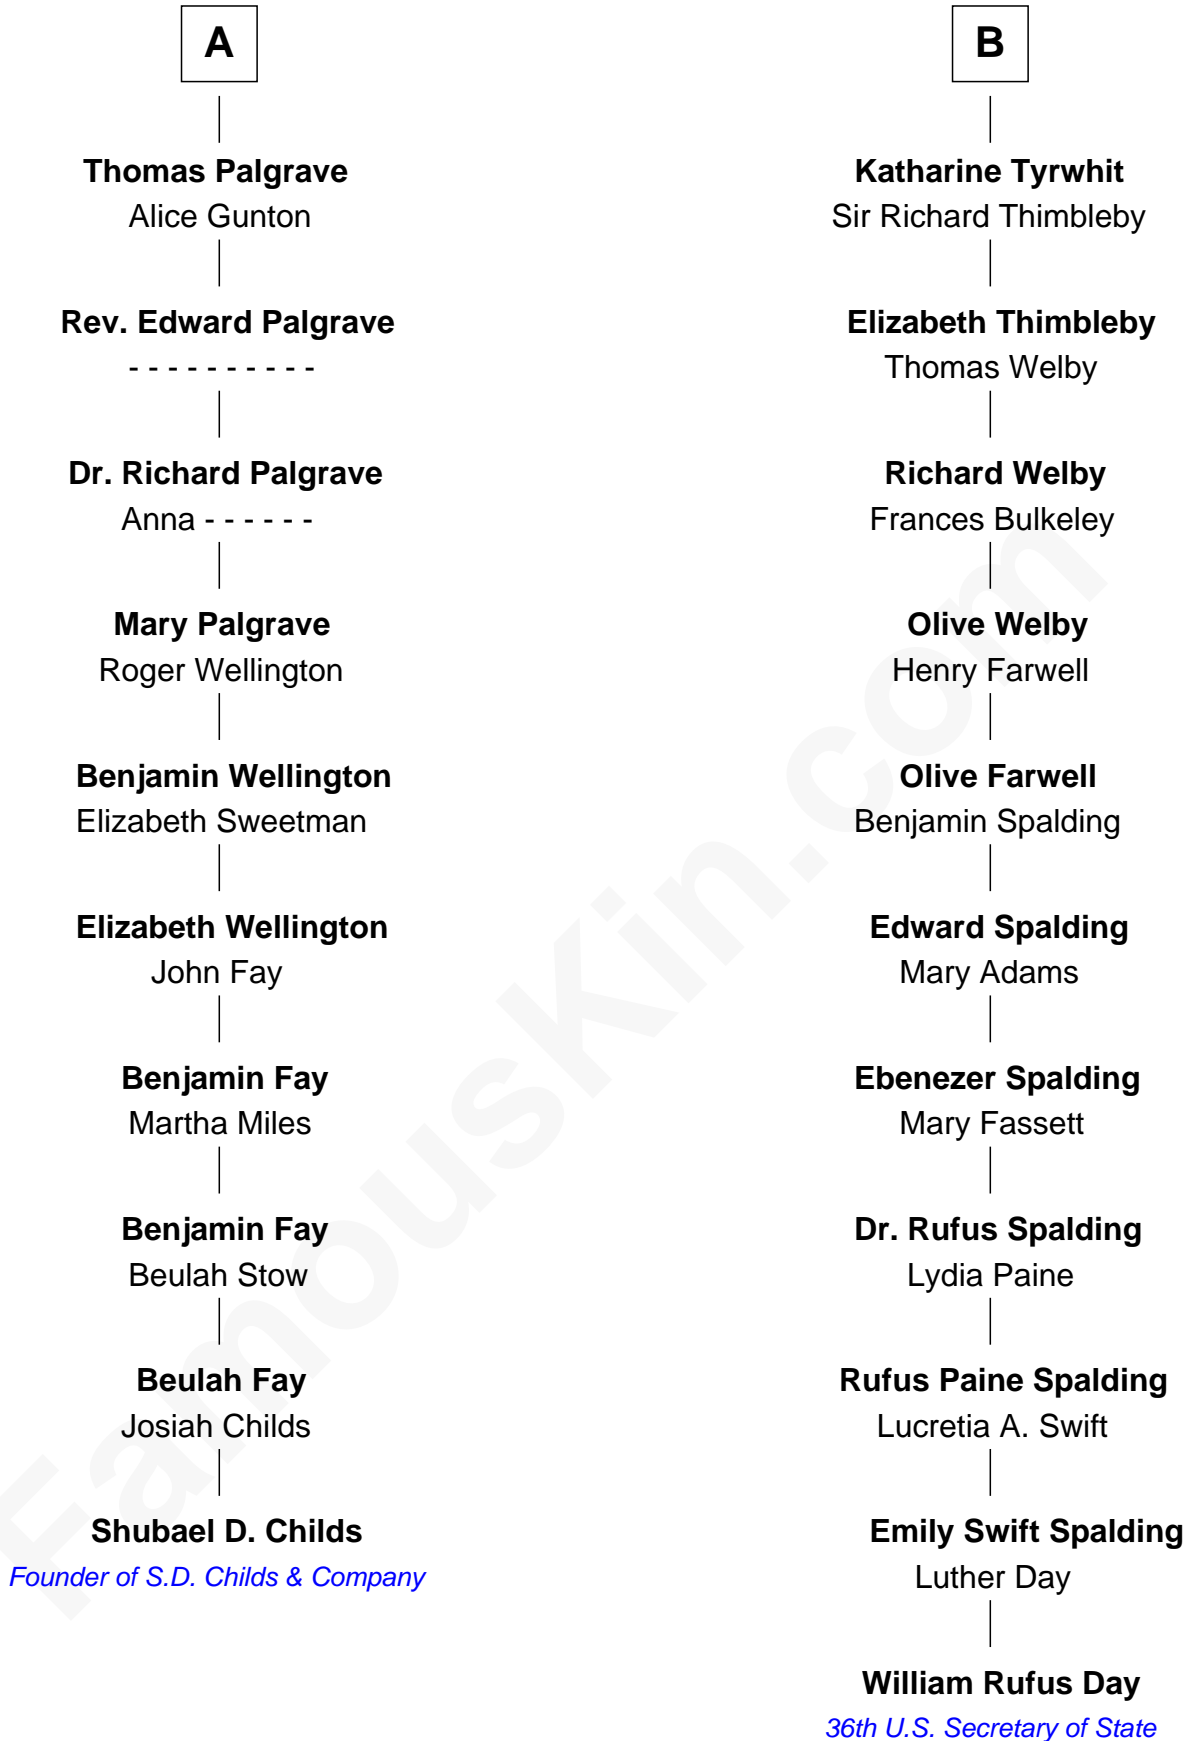 A
Thomas Palgrave
Alice Gunton
Rev. Edward Palgrave
- - - - - - - - - -
Dr. Richard Palgrave
Anna - - - - - -
Mary Palgrave
Roger Wellington
Benjamin Wellington
Elizabeth Sweetman
Elizabeth Wellington
John Fay
Benjamin Fay
Martha Miles
Benjamin Fay
Beulah Stow
Beulah Fay
Josiah Childs
Shubael D. Childs
Founder of S.D. Childs & Company
B
Katharine Tyrwhit
Sir Richard Thimbleby
Elizabeth Thimbleby
Thomas Welby
Richard Welby
Frances Bulkeley
Olive Welby
Henry Farwell
Olive Farwell
Benjamin Spalding
Edward Spalding
Mary Adams
Ebenezer Spalding
Mary Fassett
Dr. Rufus Spalding
Lydia Paine
Rufus Paine Spalding
Lucretia A. Swift
Emily Swift Spalding
Luther Day
William Rufus Day
36th U.S. Secretary of State
FamousKin.com